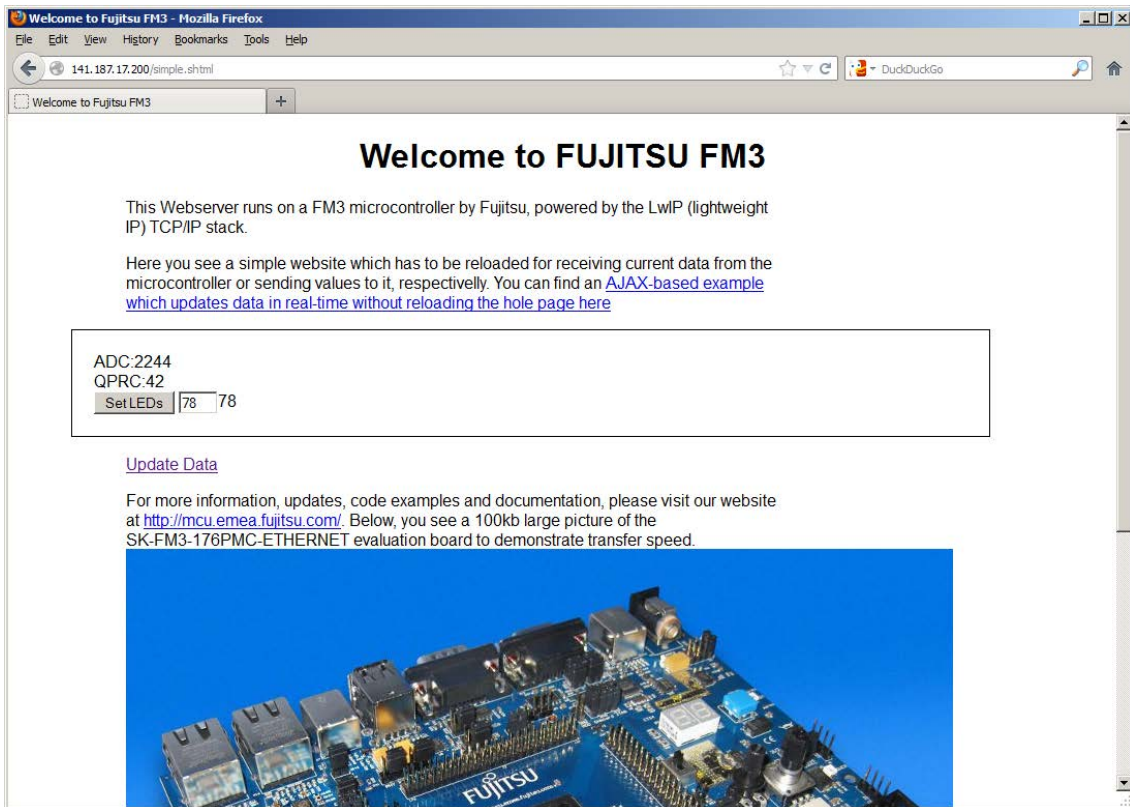 Welcome to Fujitsu FM3 - Mozilla Firefox
File Edit View History Bookmarks Tools Help
141.187.17.200/simple.shtml
DuckDuckGo
Welcome to Fujitsu FM3
Welcome to FUJITSU FM3
This Webserver runs on a FM3 microcontroller by Fujitsu, powered by the LwIP (lightweight
IP) TCP/IP stack.
Here you see a simple website which has to be reloaded for receiving current data from the
microcontroller or sending values to it, respectivelly. You can find an AJAX-based example
which updates data in real-time without reloading the hole page here
ADC:2244
QPRC:42
Set LEDs 78 78
Update Data
For more information, updates, code examples and documentation, please visit our website
at http://mcu.emea.fujitsu.com/. Below, you see a 100kb large picture of the
SK-FM3-176PMC-ETHERNET evaluation board to demonstrate transfer speed.
FUJITSU